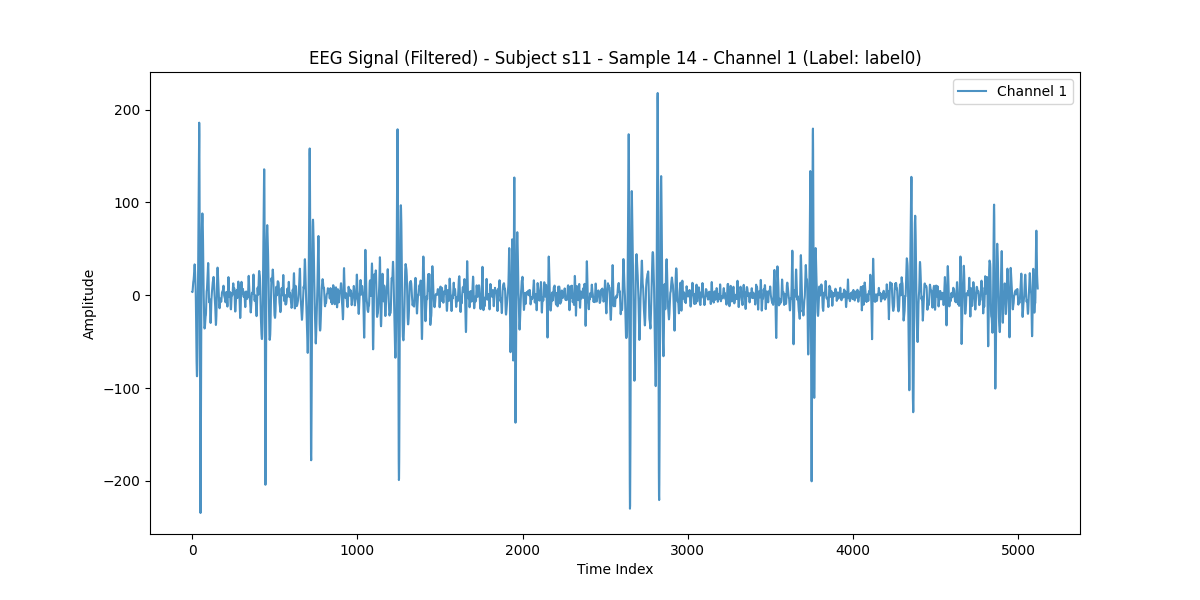 EEG Signal (Filtered) - Subject s11 - Sample 14 - Channel 1 (Label: label0)
Channel 1
Amplitude
200
100
0
−100
−200
0 1000 2000 3000 4000 5000
Time Index